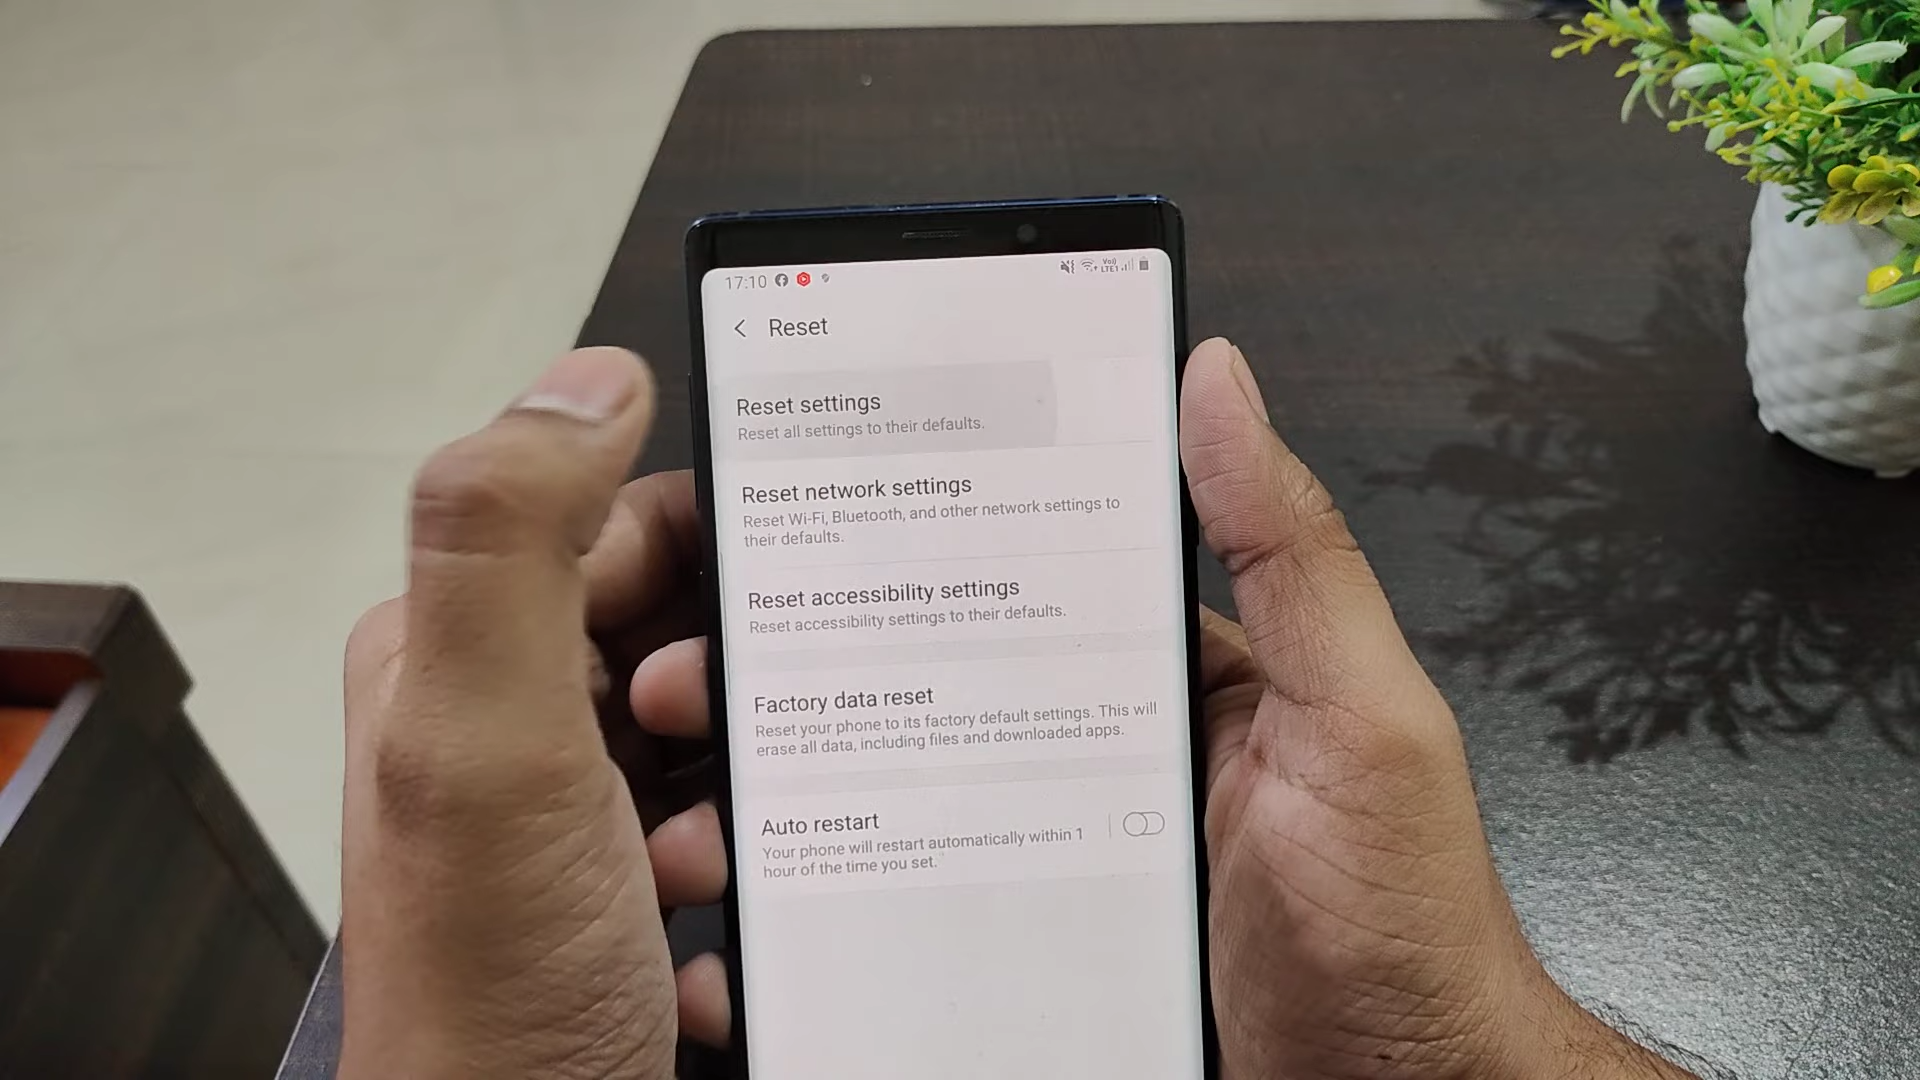 17:10
Vo)) LTE1
Reset
Reset settings
Reset all settings to their defaults.
Reset network settings
Reset Wi-Fi, Bluetooth, and other network settings to
their defaults.
Reset accessibility settings
Reset accessibility settings to their defaults.
Factory data reset
Reset your phone to its factory default settings. This will
erase all data, including files and downloaded apps.
Auto restart
Your phone will restart automatically within 1
hour of the time you set.